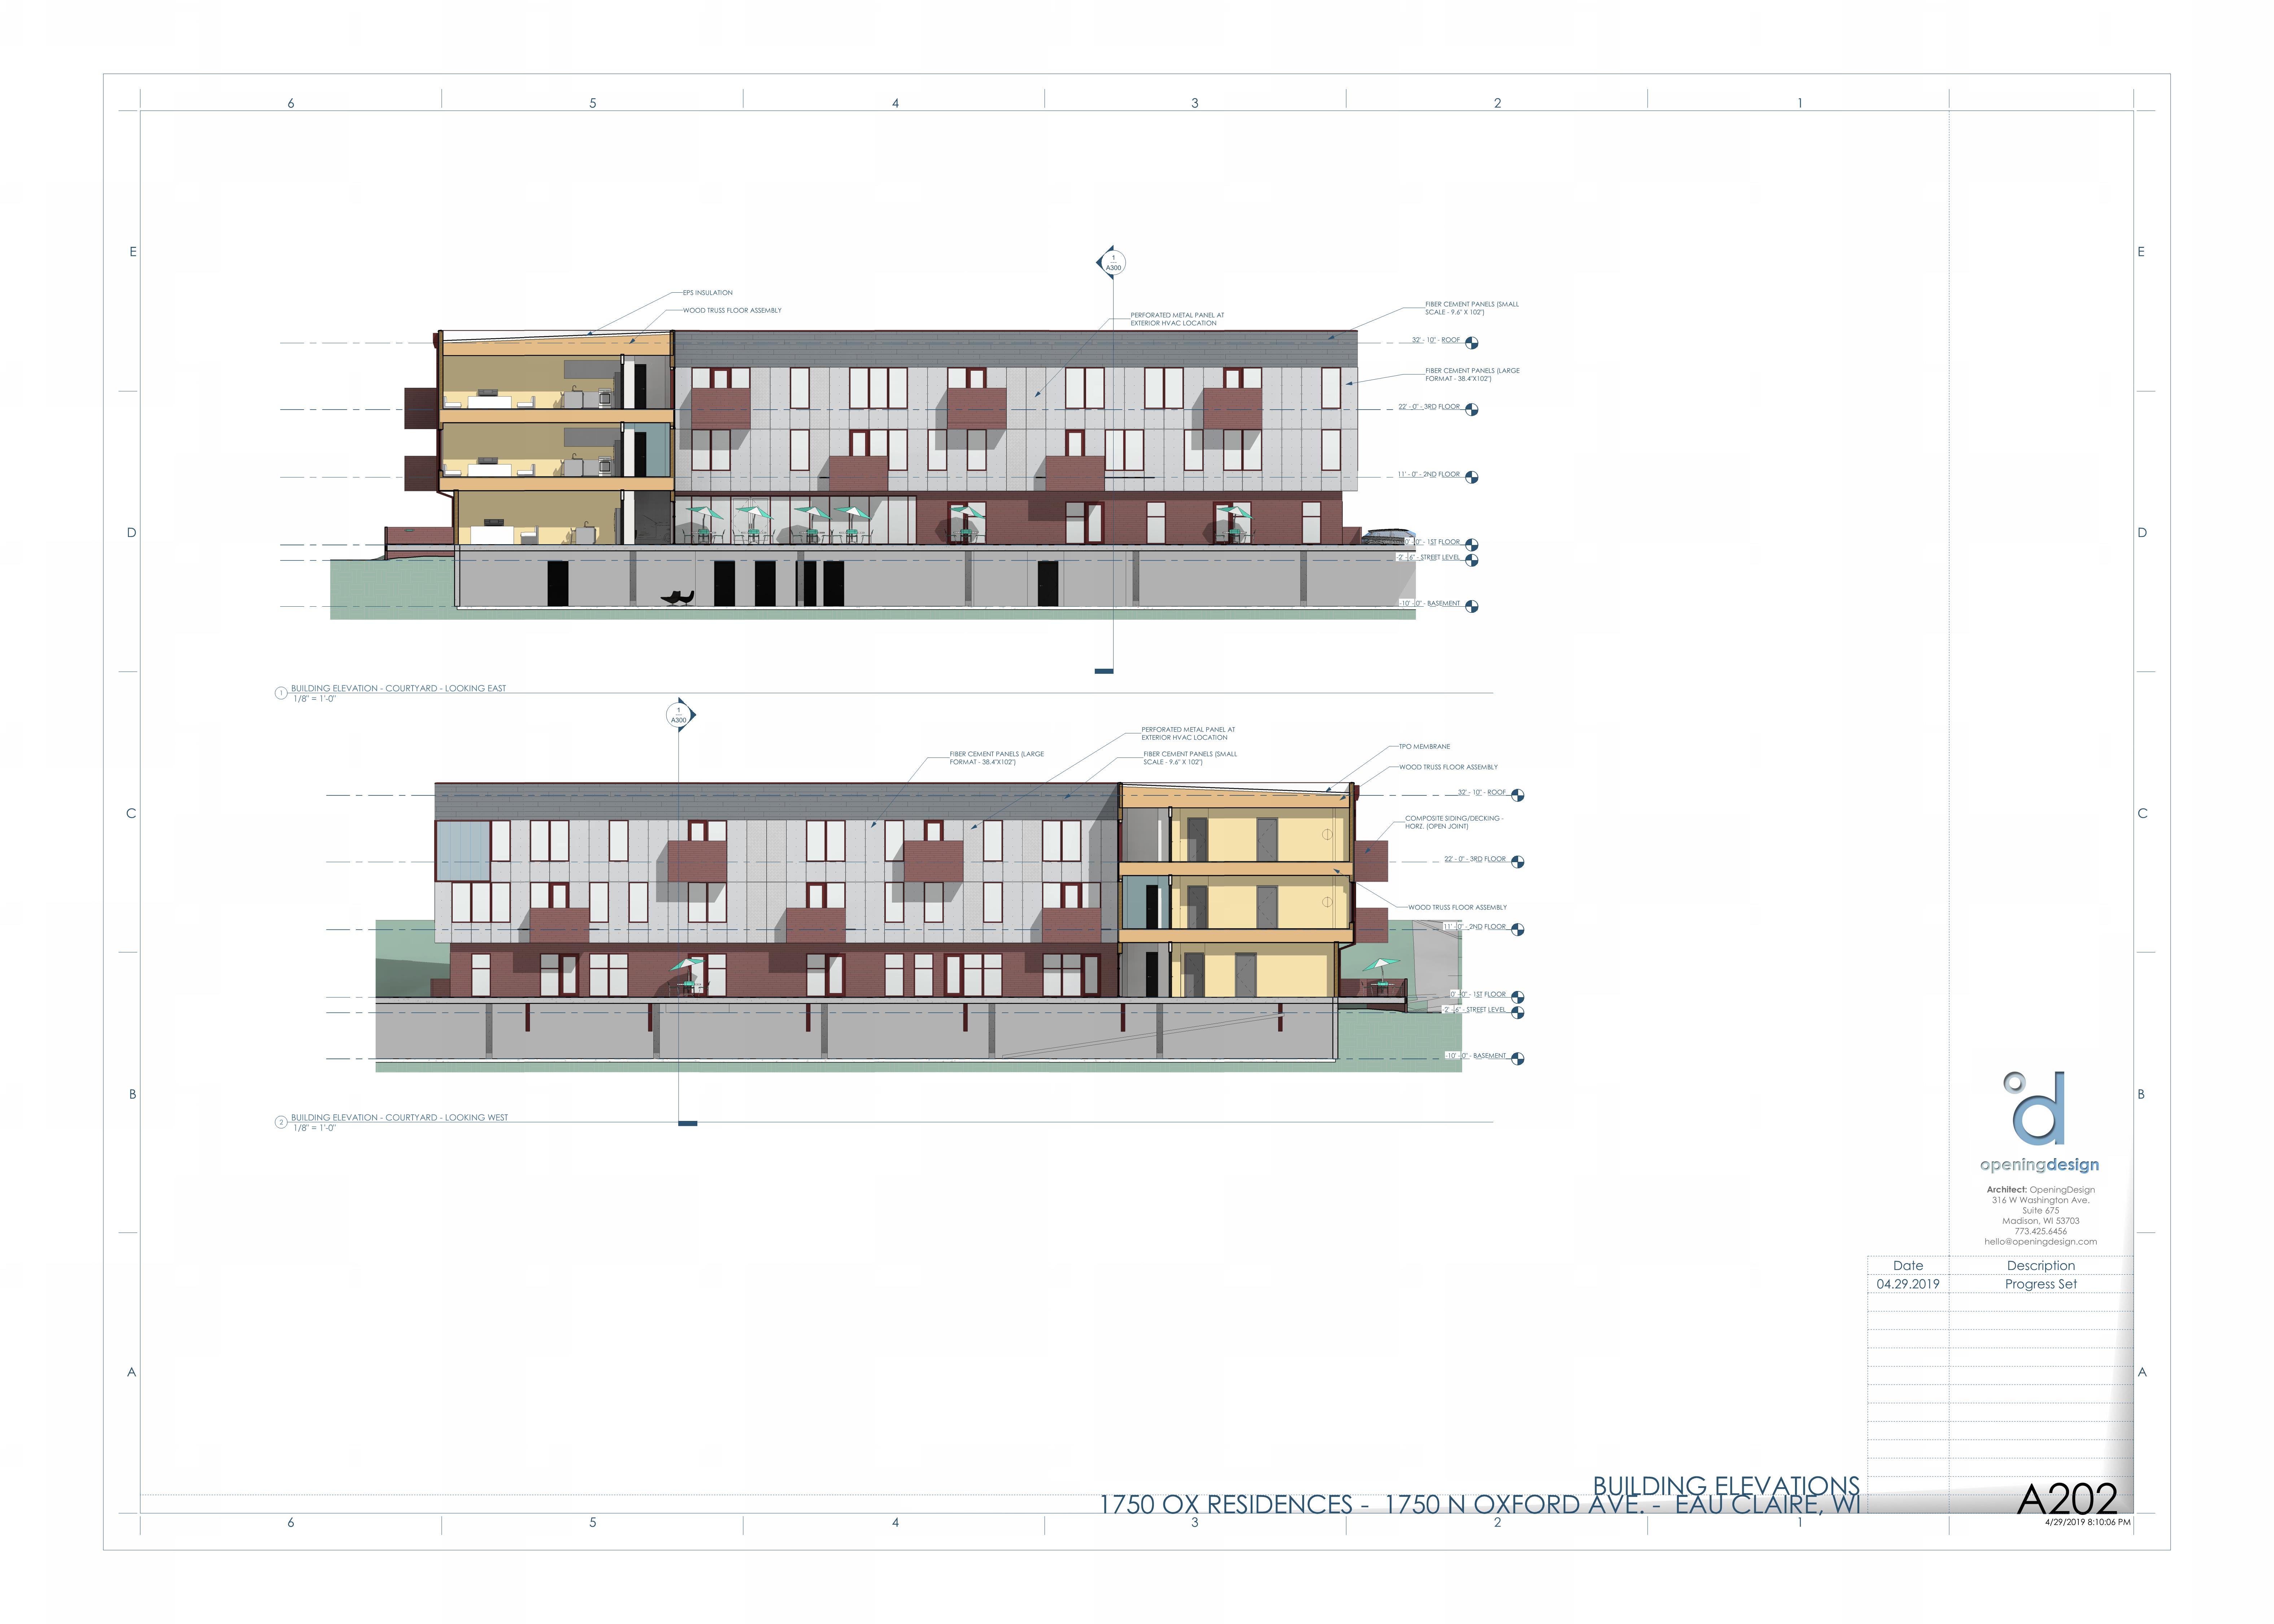 6 5 4 3 2 1
E E
1
A300
EPS INSULATION
WOOD TRUSS FLOOR ASSEMBLY
PERFORATED METAL PANEL AT
EXTERIOR HVAC LOCATION
FIBER CEMENT PANELS (SMALL
SCALE - 9.6" X 102")
32' - 10" - ROOF
FIBER CEMENT PANELS (LARGE
FORMAT - 38.4"X102")
22' - 0" - 3RD FLOOR
11' - 0" - 2ND FLOOR
D D
0' - 0" - 1ST FLOOR
-2' - 6" - STREET LEVEL
-10' - 0" - BASEMENT
1 BUILDING ELEVATION - COURTYARD - LOOKING EAST
1/8" = 1'-0"
1
A300
PERFORATED METAL PANEL AT
EXTERIOR HVAC LOCATION
FIBER CEMENT PANELS (LARGE
FORMAT - 38.4"X102")
FIBER CEMENT PANELS (SMALL
SCALE - 9.6" X 102")
TPO MEMBRANE
WOOD TRUSS FLOOR ASSEMBLY
32' - 10" - ROOF
C C
COMPOSITE SIDING/DECKING -
HORZ. (OPEN JOINT)
22' - 0" - 3RD FLOOR
WOOD TRUSS FLOOR ASSEMBLY
11' - 0" - 2ND FLOOR
0' - 0" - 1ST FLOOR
-2' - 6" - STREET LEVEL
-10' - 0" - BASEMENT
B B
2 BUILDING ELEVATION - COURTYARD - LOOKING WEST
1/8" = 1'-0"
openingdesign
Architect: OpeningDesign
316 W Washington Ave.
Suite 675
Madison, WI 53703
773.425.6456
hello@openingdesign.com
Date Description
04.29.2019 Progress Set
A A
BUILDING ELEVATIONS
1750 OX RESIDENCES - 1750 N OXFORD AVE. - EAU CLAIRE, WI
A202
4/29/2019 8:10:06 PM
6 5 4 3 2 1